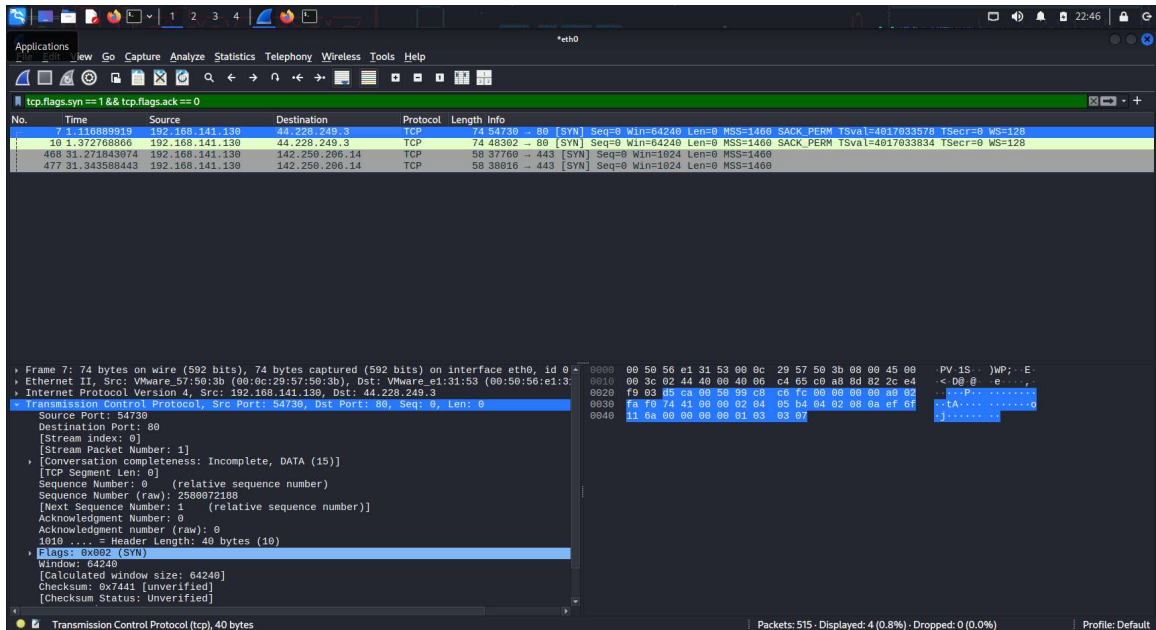 1 2 3 4 22:46
Applications
*eth0
File Edit View Go Capture Analyze Statistics Telephony Wireless Tools Help
tcp.flags.syn == 1 && tcp.flags.ack == 0
No. Time Source Destination Protocol Length Info
7 1.116889919 192.168.141.130 44.228.249.3 TCP 74 54730 → 80 [SYN] Seq=0 Win=64240 Len=0 MSS=1460 SACK_PERM TSval=4017033578 TSecr=0 WS=128
10 1.372768866 192.168.141.130 44.228.249.3 TCP 74 48302 → 80 [SYN] Seq=0 Win=64240 Len=0 MSS=1460 SACK_PERM TSval=4017033834 TSecr=0 WS=128
468 31.271843074 192.168.141.130 142.250.206.14 TCP 58 37760 → 443 [SYN] Seq=0 Win=1024 Len=0 MSS=1460
477 31.343588443 192.168.141.130 142.250.206.14 TCP 58 38016 → 443 [SYN] Seq=0 Win=1024 Len=0 MSS=1460
Frame 7: 74 bytes on wire (592 bits), 74 bytes captured (592 bits) on interface eth0, id 0
Ethernet II, Src: VMware_57:50:3b (00:0c:29:57:50:3b), Dst: VMware_e1:31:53 (00:50:56:e1:3
Internet Protocol Version 4, Src: 192.168.141.130, Dst: 44.228.249.3
Transmission Control Protocol, Src Port: 54730, Dst Port: 80, Seq: 0, Len: 0
Source Port: 54730
Destination Port: 80
[Stream index: 0]
[Stream Packet Number: 1]
[Conversation completeness: Incomplete, DATA (15)]
[TCP Segment Len: 0]
Sequence Number: 0 (relative sequence number)
Sequence Number (raw): 2580072188
[Next Sequence Number: 1 (relative sequence number)]
Acknowledgment Number: 0
Acknowledgment number (raw): 0
1010 .... = Header Length: 40 bytes (10)
Flags: 0x002 (SYN)
Window: 64240
[Calculated window size: 64240]
Checksum: 0x7441 [unverified]
[Checksum Status: Unverified]
0000 00 50 56 e1 31 53 00 0c 29 57 50 3b 08 00 45 00 ·PV·1S·· )WP;··E·
0010 00 3c 02 44 40 00 40 06 c4 65 c0 a8 8d 82 2c e4 ·<·D@·@· ·e····,·
0020 f9 03 d5 ca 00 50 99 c8 c6 fc 00 00 00 00 a0 02 ·····P·· ········
0030 fa f0 74 41 00 00 02 04 05 b4 04 02 08 0a ef 6f ··tA···· ·······o
0040 11 6a 00 00 00 00 01 03 03 07 ·j······ ··
Transmission Control Protocol (tcp), 40 bytes
Packets: 515 · Displayed: 4 (0.8%) · Dropped: 0 (0.0%)
Profile: Default